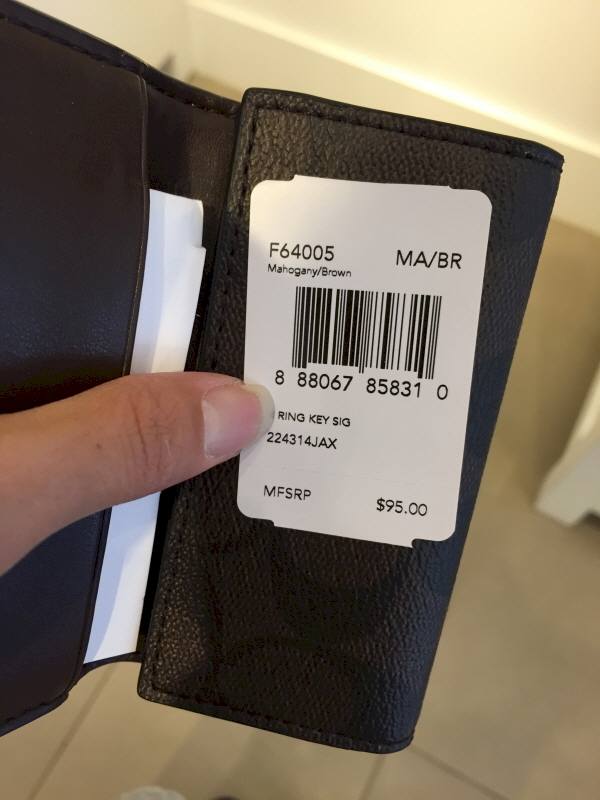 F64005 MA/BR
Mahogany/Brown
8 88067 85831 0
RING KEY SIG
224314JAX
MFSRP $95.00